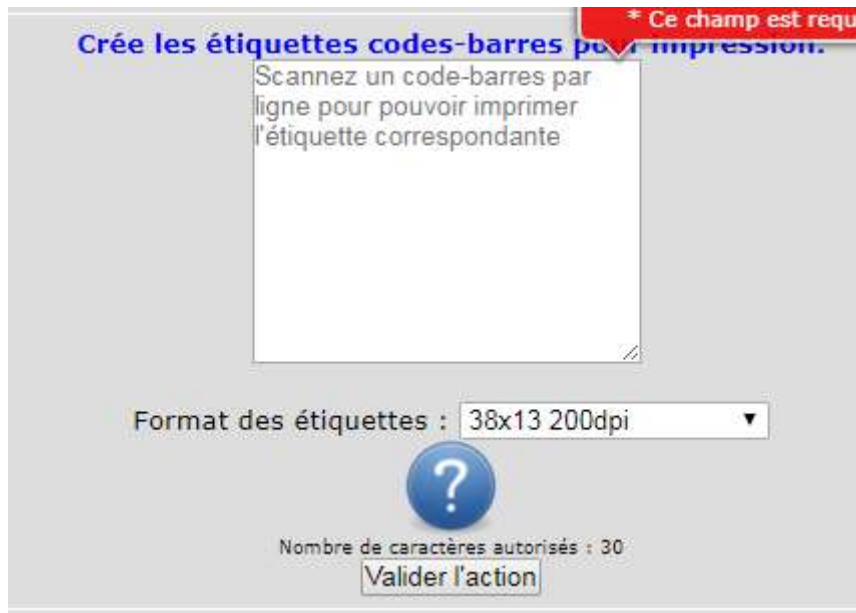 * Ce champ est requ
Crée les étiquettes codes-barres pour impression.
Scannez un code-barres par
ligne pour pouvoir imprimer
l'étiquette correspondante
Format des étiquettes : 38x13 200dpi
?
Nombre de caractères autorisés : 30
Valider l'action